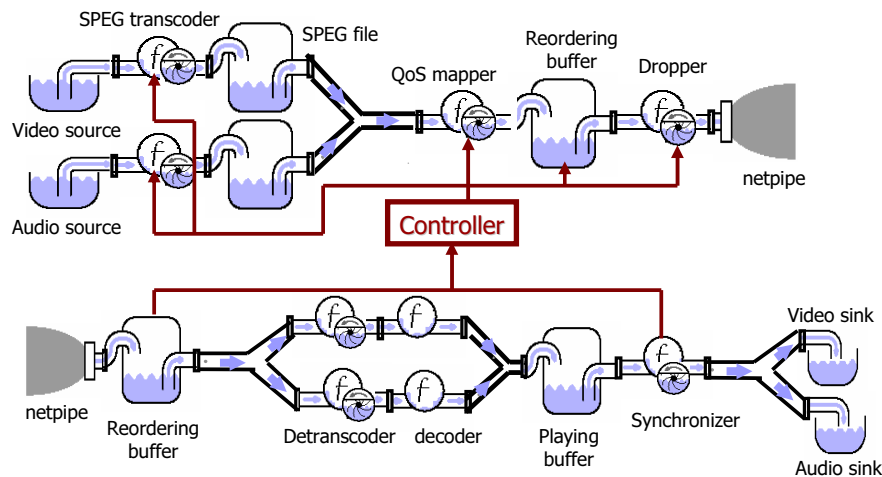 SPEG transcoder
SPEG file
QoS mapper
Reordering
buffer
Dropper
Video source
Audio source
netpipe
f
f
f
f
Controller
netpipe
Reordering
buffer
f
f
f
f
Detranscoder
decoder
Playing
buffer
f
Synchronizer
Video sink
Audio sink